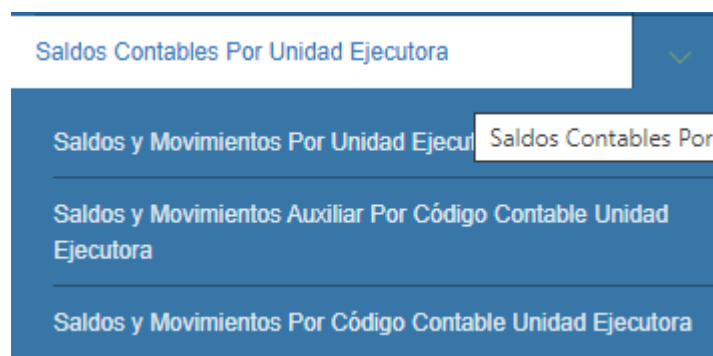 Saldos Contables Por Unidad Ejecutora
Saldos y Movimientos Por Unidad Ejecut
Saldos Contables Por
Saldos y Movimientos Auxiliar Por Código Contable Unidad
Ejecutora
Saldos y Movimientos Por Código Contable Unidad Ejecutora